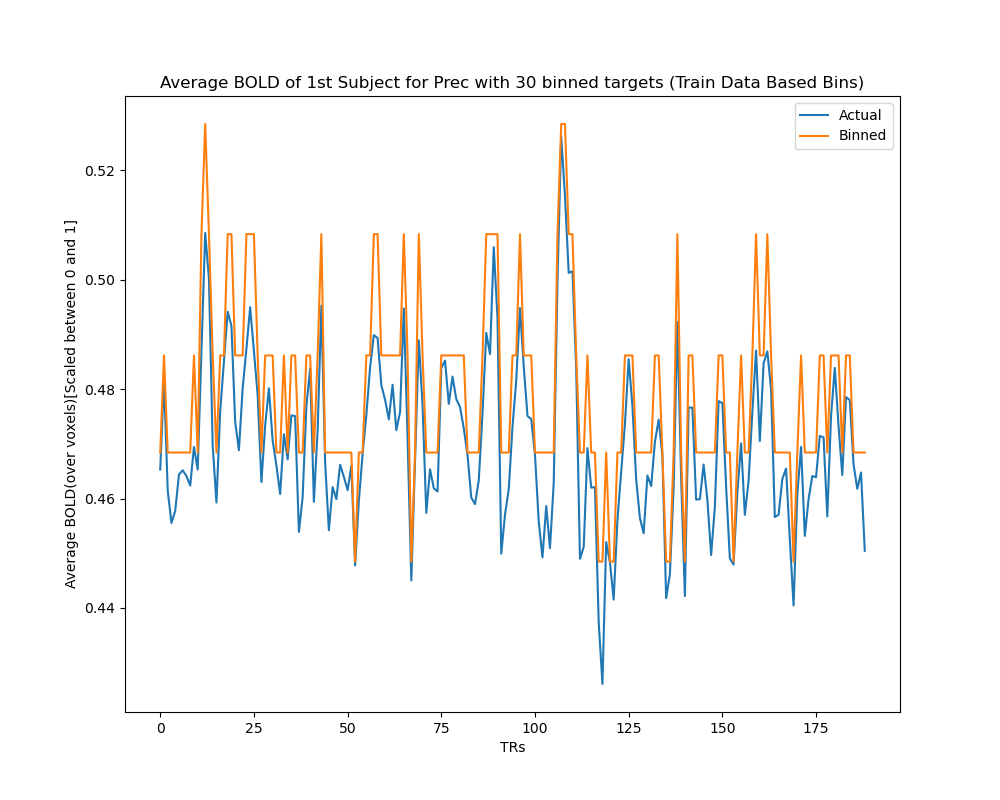 Average BOLD of 1st Subject for Prec with 30 binned targets (Train Data Based Bins)
Actual
Binned
Average BOLD(over voxels)[Scaled between 0 and 1]
0.52
0.50
0.48
0.46
0.44
0 25 50 75 100 125 150 175
TRs